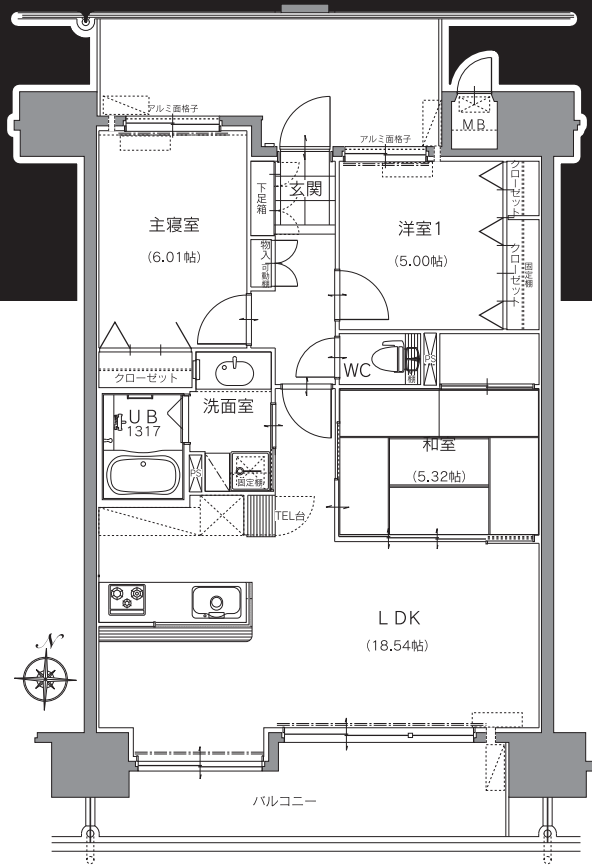 アルミ面格子
アルミ面格子
MB
下足箱
玄関
クローゼット
主寝室
(6.01帖)
洋室1
(5.00帖)
クローゼット
固定棚
物入
可動棚
WC
棚
PS
クローゼット
洗面室
UB
1317
和室
(5.32帖)
PS
固定棚
TEL台
LDK
(18.54帖)
N
バルコニー